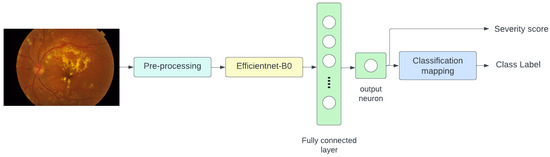 Severity score
Pre-processing
Efficientnet-B0
Classification
mapping
Class Label
output
neuron
Fully connected
layer